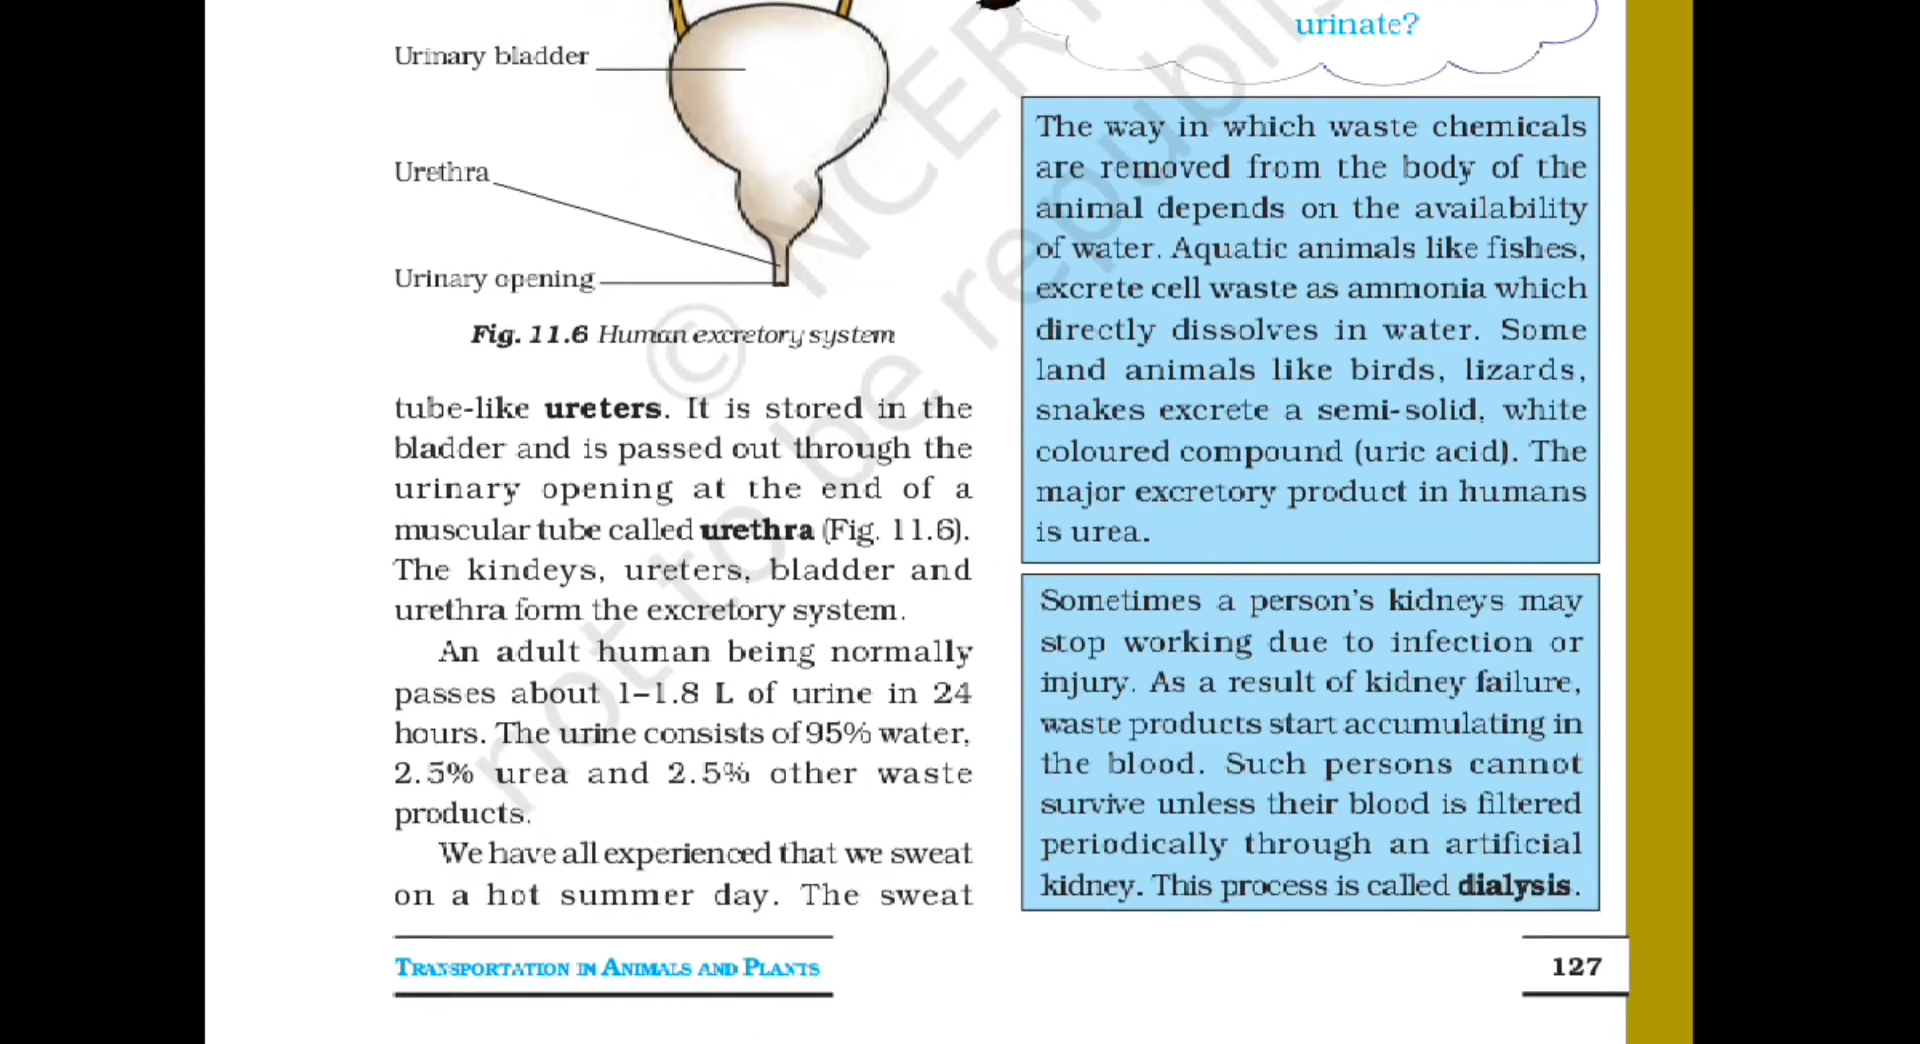 urinate?
Urinary bladder
Urethra
Urinary opening
Fig. 11.6 Human excretory system
tube-like ureters. It is stored in the
bladder and is passed out through the
urinary opening at the end of a
muscular tube called urethra (Fig. 11.6).
The kindeys, ureters, bladder and
urethra form the excretory system.
An adult human being normally
passes about 1–1.8 L of urine in 24
hours. The urine consists of 95% water,
2.5% urea and 2.5% other waste
products.
We have all experienced that we sweat
on a hot summer day. The sweat
The way in which waste chemicals
are removed from the body of the
animal depends on the availability
of water. Aquatic animals like fishes,
excrete cell waste as ammonia which
directly dissolves in water. Some
land animals like birds, lizards,
snakes excrete a semi-solid, white
coloured compound (uric acid). The
major excretory product in humans
is urea.
Sometimes a person's kidneys may
stop working due to infection or
injury. As a result of kidney failure,
waste products start accumulating in
the blood. Such persons cannot
survive unless their blood is filtered
periodically through an artificial
kidney. This process is called dialysis.
© NCER
not to be republis
TRANSPORTATION IN ANIMALS AND PLANTS
127